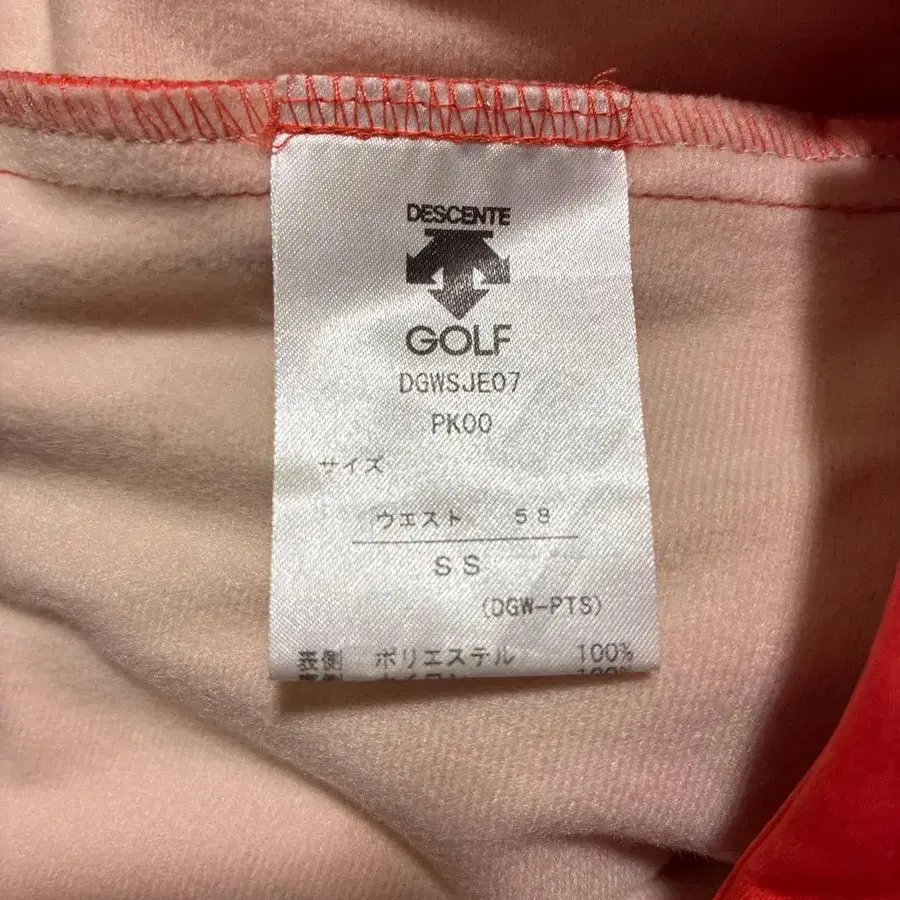 DESCENTE
GOLF
DGWSJE07
PK00
サイズ
ウエスト 58
SS
(DGW-PTS)
表側 ポリエステル 100%